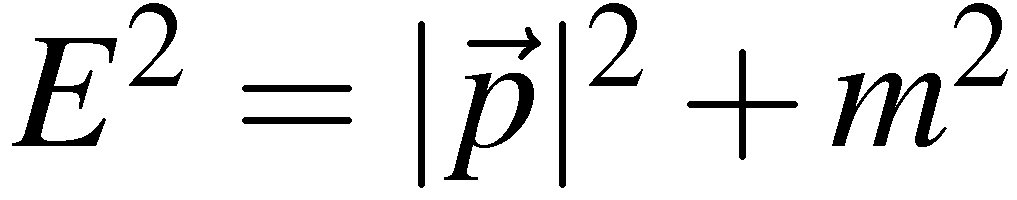 E² = |p⃗|² + m²